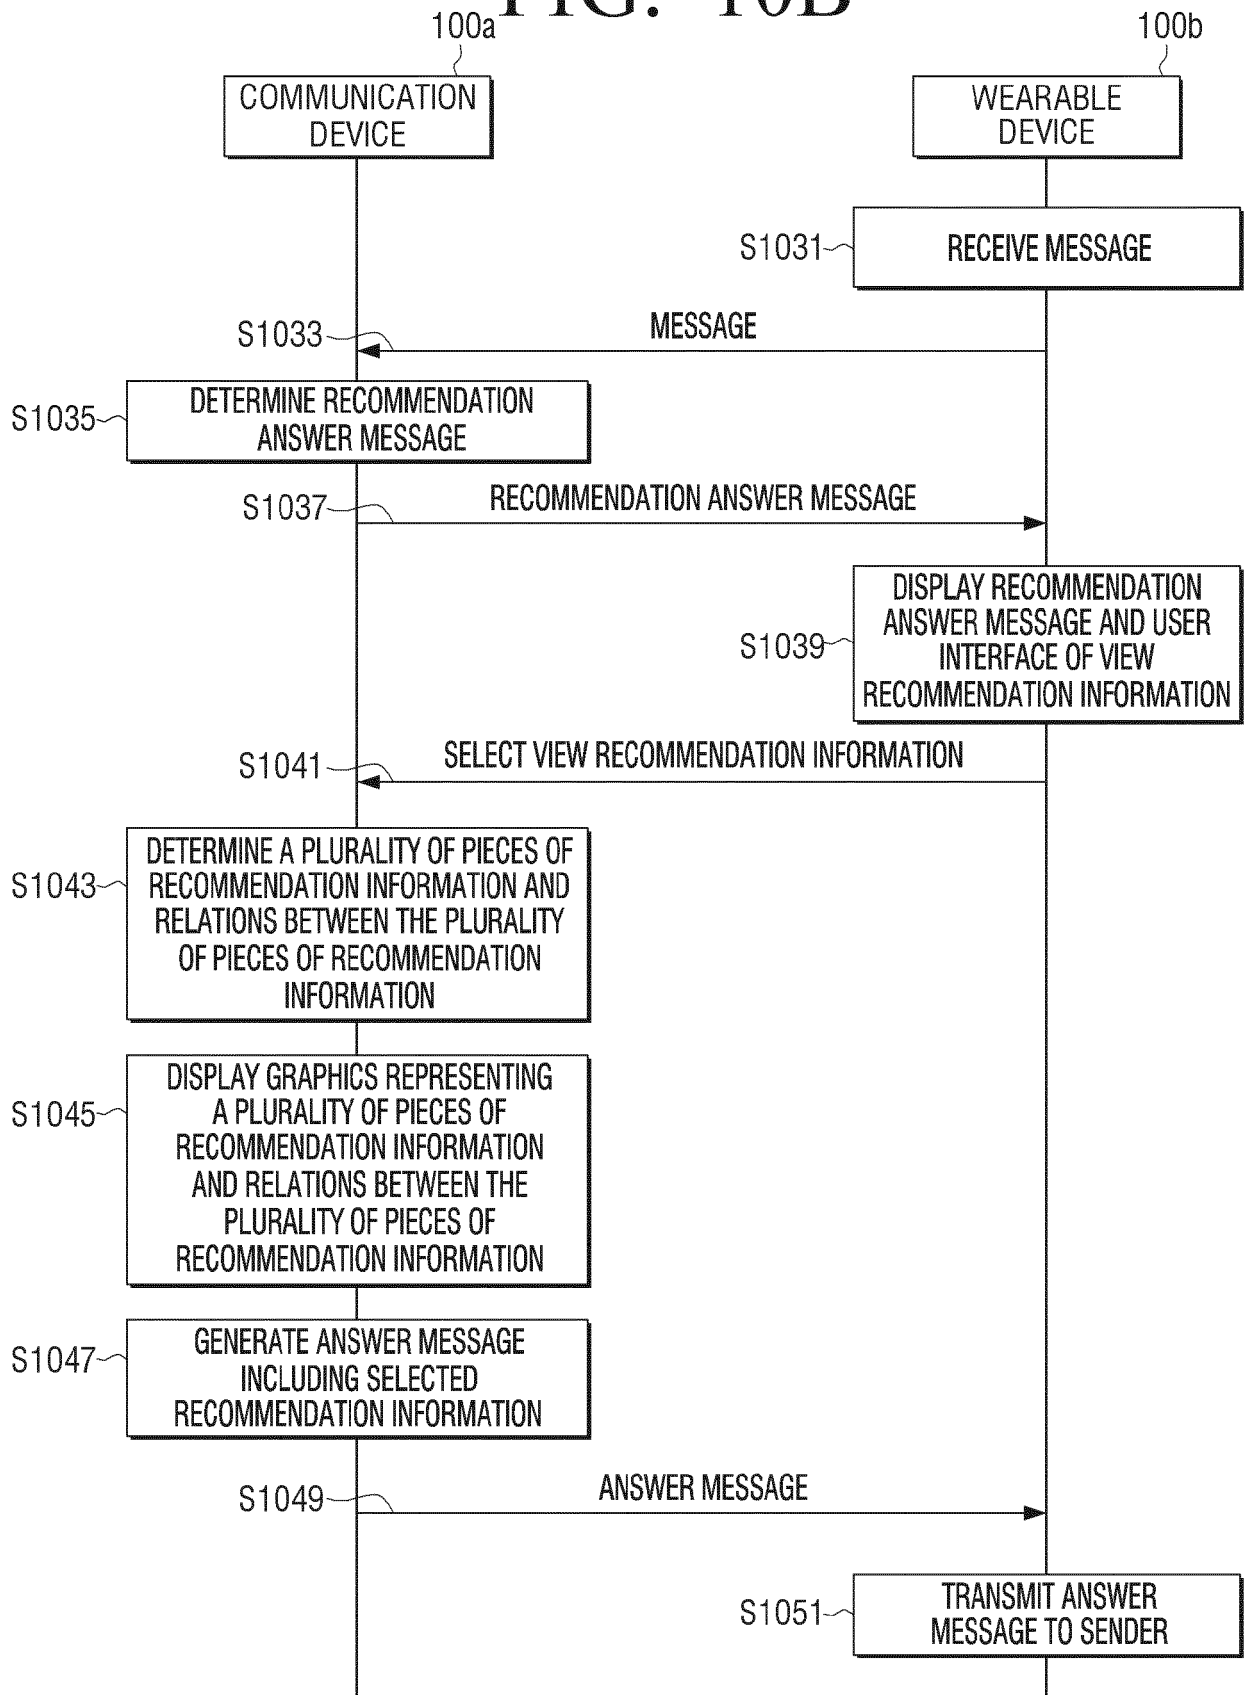 FIG. 10B
100a
100b
COMMUNICATION
DEVICE
WEARABLE
DEVICE
S1031
RECEIVE MESSAGE
S1033
MESSAGE
S1035
DETERMINE RECOMMENDATION
ANSWER MESSAGE
S1037
RECOMMENDATION ANSWER MESSAGE
S1039
DISPLAY RECOMMENDATION
ANSWER MESSAGE AND USER
INTERFACE OF VIEW
RECOMMENDATION INFORMATION
S1041
SELECT VIEW RECOMMENDATION INFORMATION
S1043
DETERMINE A PLURALITY OF PIECES OF
RECOMMENDATION INFORMATION AND
RELATIONS BETWEEN THE PLURALITY
OF PIECES OF RECOMMENDATION
INFORMATION
S1045
DISPLAY GRAPHICS REPRESENTING
A PLURALITY OF PIECES OF
RECOMMENDATION INFORMATION
AND RELATIONS BETWEEN THE
PLURALITY OF PIECES OF
RECOMMENDATION INFORMATION
S1047
GENERATE ANSWER MESSAGE
INCLUDING SELECTED
RECOMMENDATION INFORMATION
S1049
ANSWER MESSAGE
S1051
TRANSMIT ANSWER
MESSAGE TO SENDER